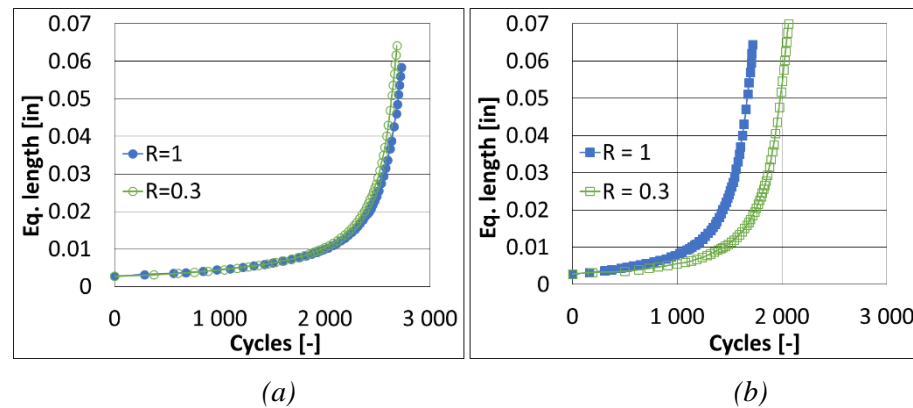 0.07
0.06
0.05
0.04
0.03
0.02
0.01
0
Eq. length [in]
R=1
R=0.3
0
1 000
2 000
3 000
Cycles [-]
(a)
0.07
0.06
0.05
0.04
0.03
0.02
0.01
0
Eq. length [in]
R = 1
R = 0.3
0
1 000
2 000
3 000
Cycles [-]
(b)